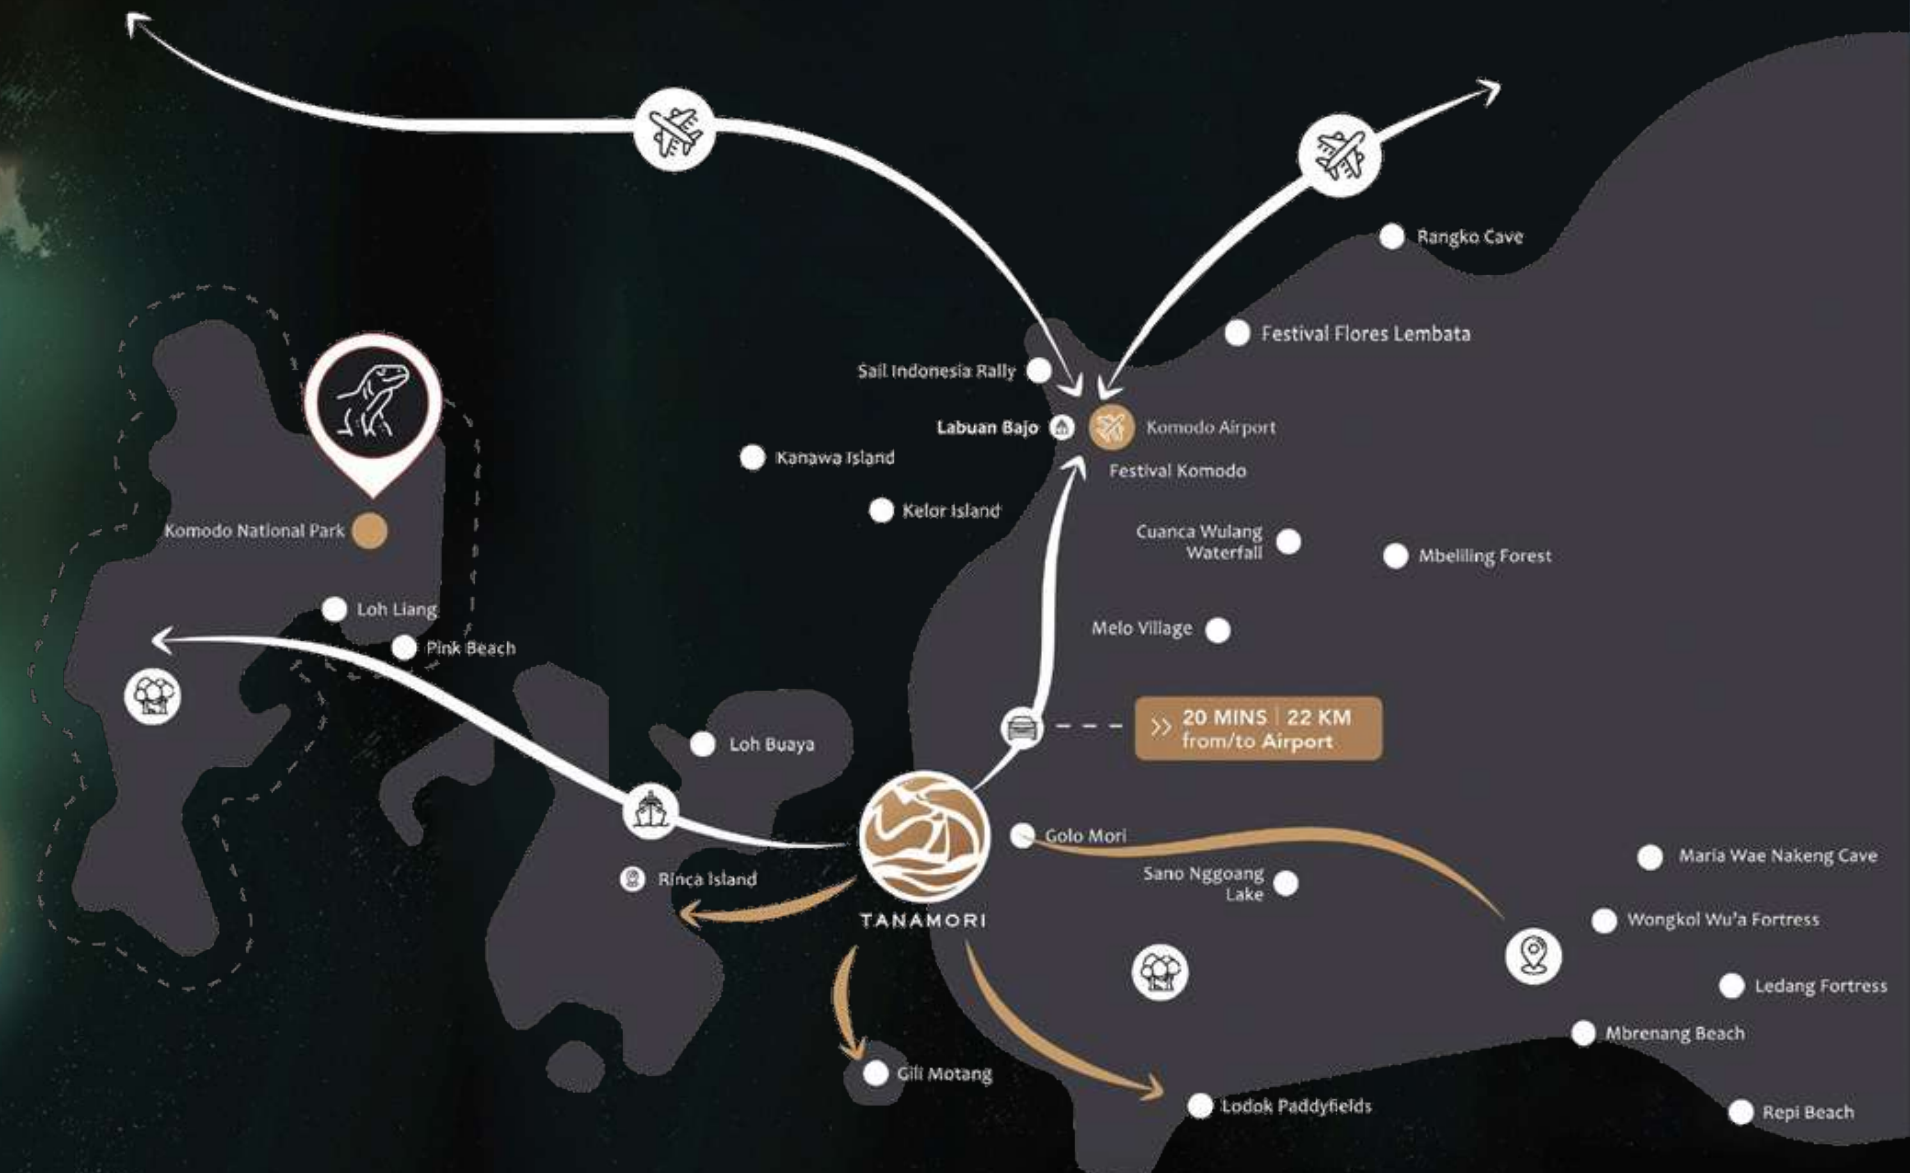 Rangko Cave
Festival Flores Lembata
Sail Indonesia Rally
Labuan Bajo
Komodo Airport
Kanawa Island
Festival Komodo
Kelor Island
Komodo National Park
Cuanca Wulang
Waterfall
Mbeliling Forest
Loh Liang
Melo Village
Pink Beach
20 MINS | 22 KM
from/to Airport
Loh Buaya
Golo Mori
Maria Wae Nakeng Cave
Rinca Island
Sano Nggoang
Lake
TANAMORI
Wongkol Wu'a Fortress
Ledang Fortress
Mbrenang Beach
Gili Motang
Lodok Paddyfields
Repi Beach